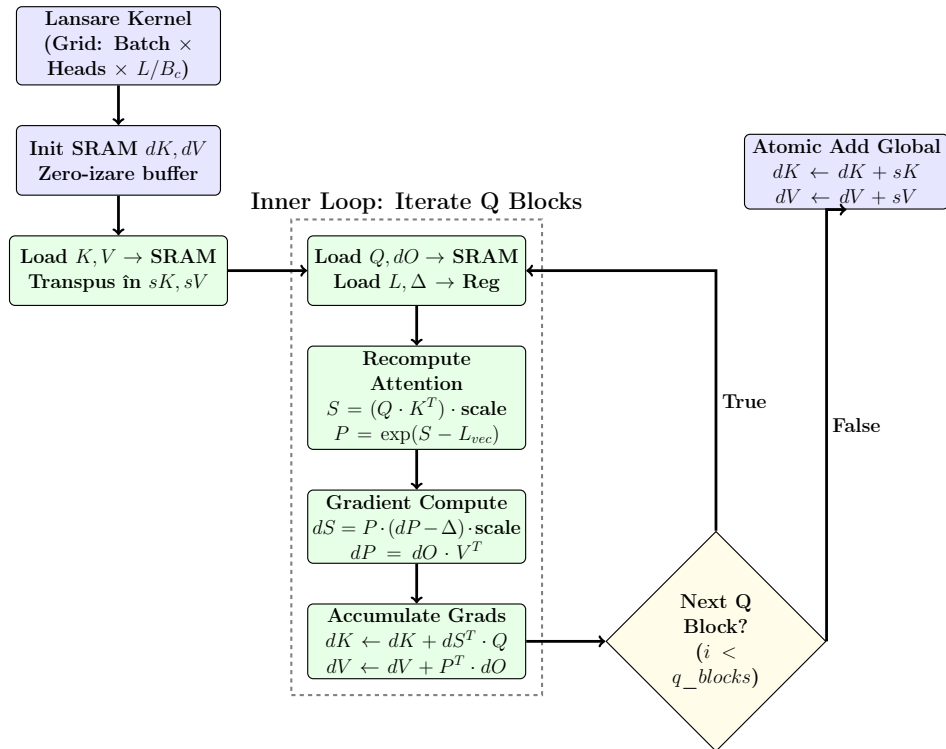 Lansare Kernel
(Grid: Batch ×
Heads × L/B_c)
Init SRAM dK, dV
Zero-izare buffer
Load K, V → SRAM
Transpus în sK, sV
Inner Loop: Iterate Q Blocks
Load Q, dO → SRAM
Load L, Δ → Reg
Recompute
Attention
S = (Q · K^T) · scale
P = exp(S − L_{vec})
Gradient Compute
dS = P · (dP − Δ) · scale
dP = dO · V^T
Accumulate Grads
dK ← dK + dS^T · Q
dV ← dV + P^T · dO
Next Q
Block?
(i <
q_blocks)
True
False
Atomic Add Global
dK ← dK + sK
dV ← dV + sV